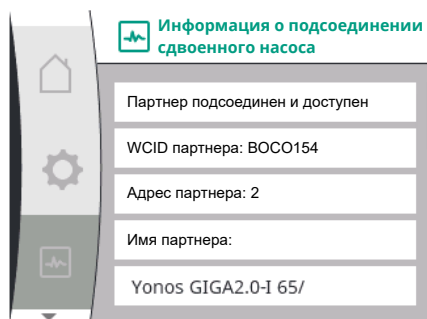 Информация о подсоединении
сдвоенного насоса
Партнер подсоединен и доступен
WCID партнера: BOCO154
Адрес партнера: 2
Имя партнера:
Yonos GIGA2.0-I 65/